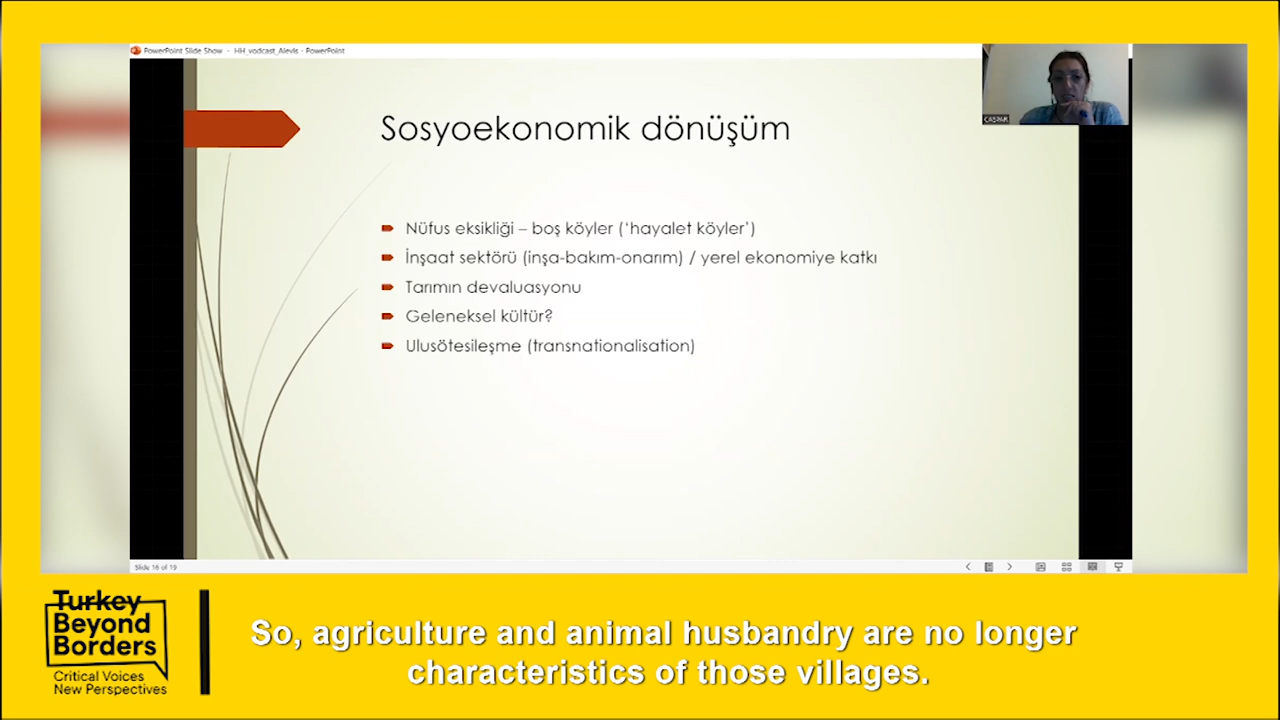 PowerPoint Slide Show - HH_vodcast_Alevis - PowerPoint
CASPAR
Sosyoekonomik dönüşüm
Nüfus eksikliği – boş köyler (‘hayalet köyler’)
İnşaat sektörü (inşa-bakım-onarım) / yerel ekonomiye katkı
Tarımın devaluasyonu
Geleneksel kültür?
Ulusötesileşme (transnationalisation)
Slide 16 of 19
Turkey
Beyond
Borders
Critical Voices
New Perspectives
So, agriculture and animal husbandry are no longer
characteristics of those villages.